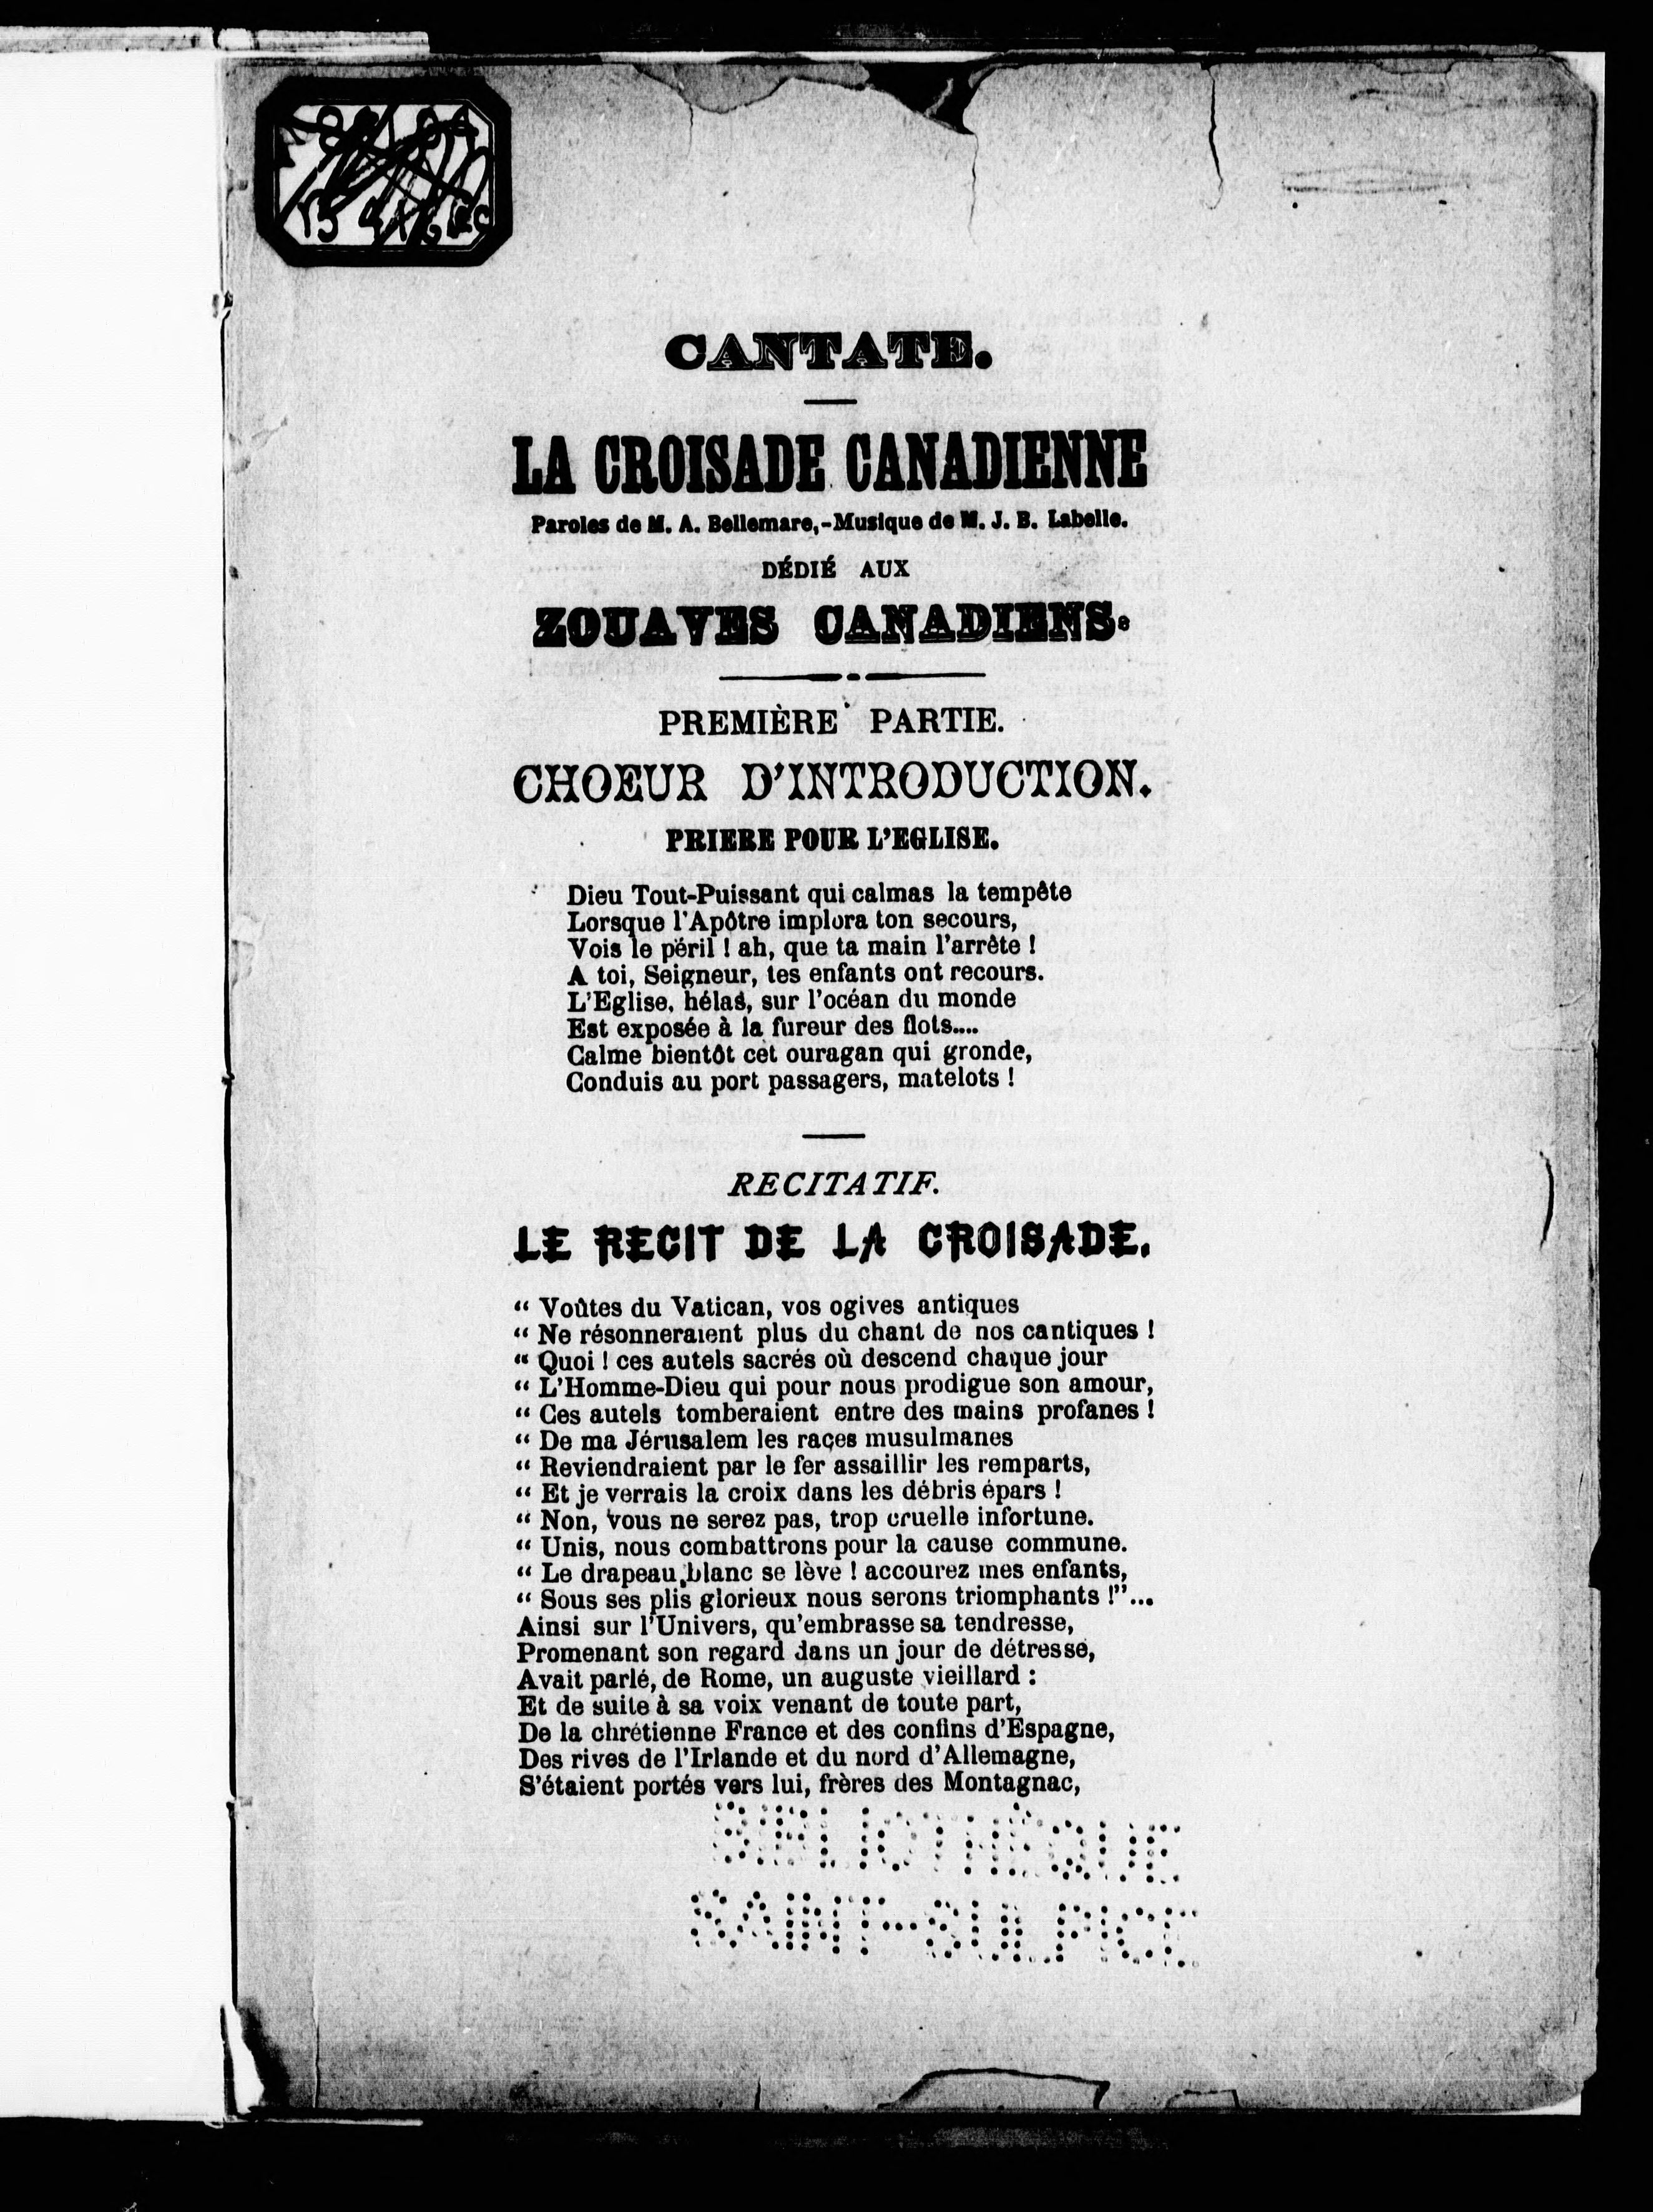 CANTATE.
LA CROISADE CANADIENNE
Paroles de M. A. Bellemare,-Musique de M. J. B. Labelle.
DÉDIÉ AUX
ZOUAVES CANADIENS.
PREMIÈRE PARTIE.
CHOEUR D'INTRODUCTION.
PRIERE POUR L'EGLISE.
Dieu Tout-Puissant qui calmas la tempête
Lorsque l'Apôtre implora ton secours,
Vois le péril ! ah, que ta main l'arrête !
A toi, Seigneur, tes enfants ont recours.
L'Eglise, hélas, sur l'océan du monde
Est exposée à la fureur des flots....
Calme bientôt cet ouragan qui gronde,
Conduis au port passagers, matelots !
RECITATIF.
LE RECIT DE LA CROISADE.
“ Voûtes du Vatican, vos ogives antiques
“ Ne résonneraient plus du chant de nos cantiques !
“ Quoi ! ces autels sacrés où descend chaque jour
“ L'Homme-Dieu qui pour nous prodigue son amour,
“ Ces autels tomberaient entre des mains profanes !
“ De ma Jérusalem les races musulmanes
“ Reviendraient par le fer assaillir les remparts,
“ Et je verrais la croix dans les débris épars !
“ Non, vous ne serez pas, trop cruelle infortune.
“ Unis, nous combattrons pour la cause commune.
“ Le drapeau blanc se lève ! accourez mes enfants,
“ Sous ses plis glorieux nous serons triomphants !”...
Ainsi sur l'Univers, qu'embrasse sa tendresse,
Promenant son regard dans un jour de détresse,
Avait parlé, de Rome, un auguste vieillard :
Et de suite à sa voix venant de toute part,
De la chrétienne France et des confins d'Espagne,
Des rives de l'Irlande et du nord d'Allemagne,
S'étaient portés vers lui, frères des Montagnac,
BIBLIOTHÈQUE
SAINT-SULPICE